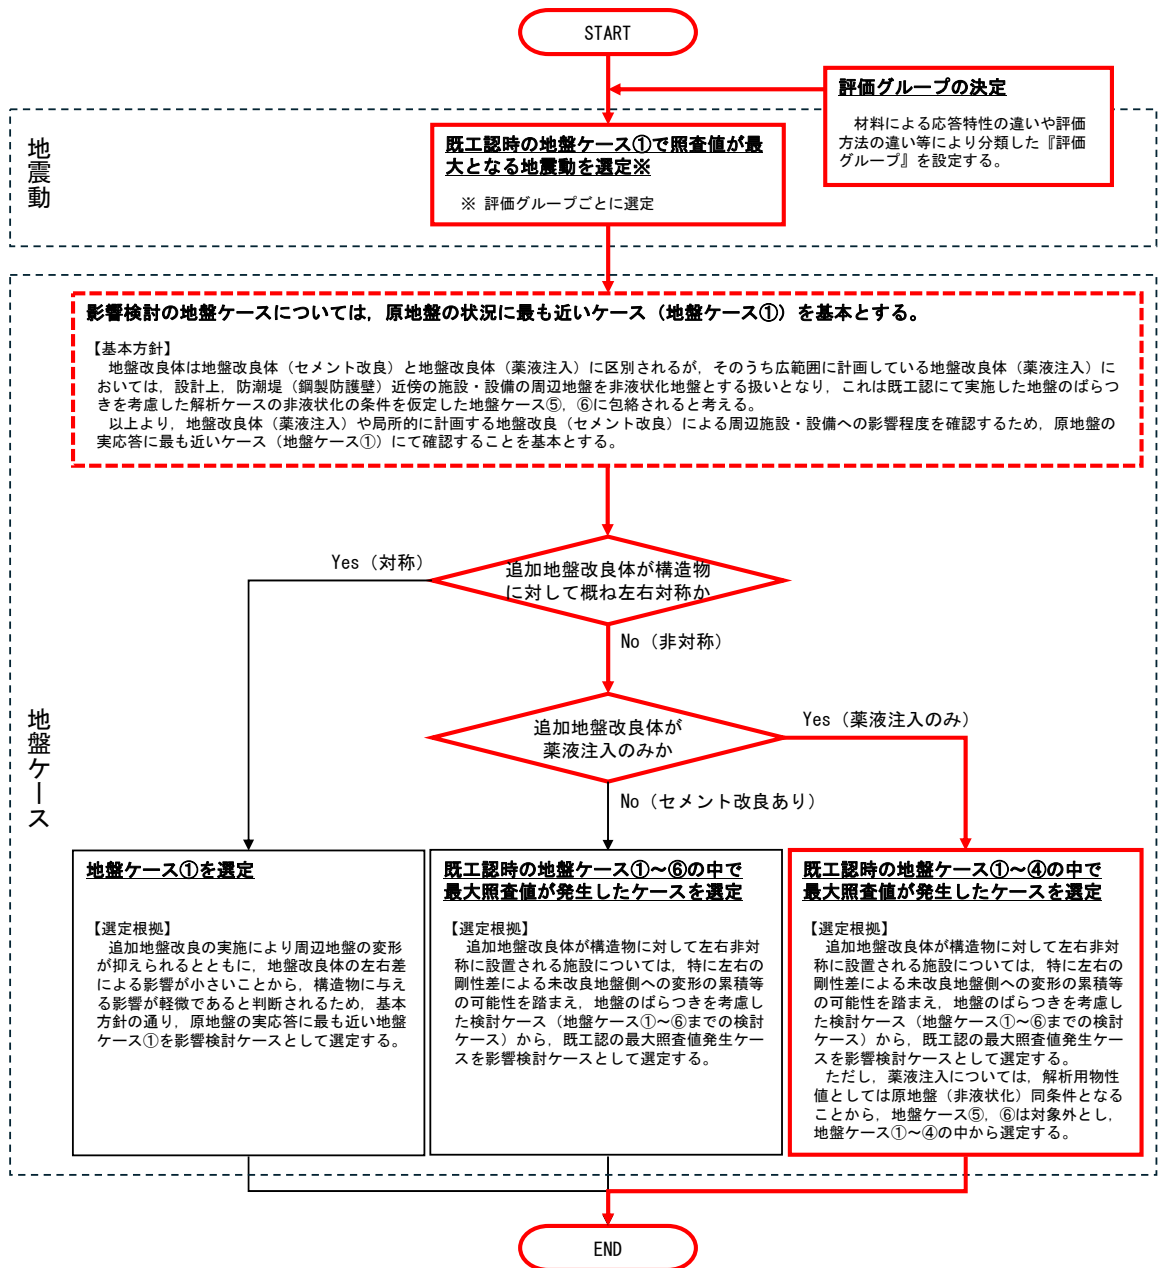 START
評価グループの決定
材料による応答特性の違いや評価
方法の違い等により分類した『評価
グループ』を設定する。
地震動
既工認時の地盤ケース①で照査値が最
大となる地震動を選定※
※ 評価グループごとに選定
影響検討の地盤ケースについては，原地盤の状況に最も近いケース（地盤ケース①）を基本とする。
【基本方針】
地盤改良体は地盤改良体（セメント改良）と地盤改良体（薬液注入）に区別されるが，そのうち広範囲に計画している地盤改良体（薬液注入）に
おいては，設計上，防潮堤（鋼製防護壁）近傍の施設・設備の周辺地盤を非液状化地盤とする扱いとなり，これは既工認にて実施した地盤のばらつ
きを考慮した解析ケースの非液状化の条件を仮定した地盤ケース⑤，⑥に包絡されると考える。
以上より，地盤改良体（薬液注入）や局所的に計画する地盤改良（セメント改良）による周辺施設・設備への影響程度を確認するため，原地盤の
実応答に最も近いケース（地盤ケース①）にて確認することを基本とする。
地盤ケース
追加地盤改良体が構造物
に対して概ね左右対称か
Yes（対称）
No（非対称）
追加地盤改良体が
薬液注入のみか
Yes（薬液注入のみ）
No（セメント改良あり）
地盤ケース①を選定
【選定根拠】
追加地盤改良の実施により周辺地盤の変形
が抑えられるとともに，地盤改良体の左右差
による影響が小さいことから，構造物に与え
る影響が軽微であると判断されるため，基本
方針の通り，原地盤の実応答に最も近い地盤
ケース①を影響検討ケースとして選定する。
既工認時の地盤ケース①～⑥の中で
最大照査値が発生したケースを選定
【選定根拠】
追加地盤改良体が構造物に対して左右非対
称に設置される施設については，特に左右の
剛性差による未改良地盤側への変形の累積等
の可能性を踏まえ，地盤のばらつきを考慮し
た検討ケース（地盤ケース①～⑥までの検討
ケース）から，既工認の最大照査値発生ケー
スを影響検討ケースとして選定する。
既工認時の地盤ケース①～④の中で
最大照査値が発生したケースを選定
【選定根拠】
追加地盤改良体が構造物に対して左右非対
称に設置される施設については，特に左右の
剛性差による未改良地盤側への変形の累積等
の可能性を踏まえ，地盤のばらつきを考慮し
た検討ケース（地盤ケース①～⑥までの検討
ケース）から，既工認の最大照査値発生ケー
スを影響検討ケースとして選定する。
ただし，薬液注入については，解析用物性
値としては原地盤（非液状化）同条件となる
ことから，地盤ケース⑤，⑥は対象外とし，
地盤ケース①～④の中から選定する。
END